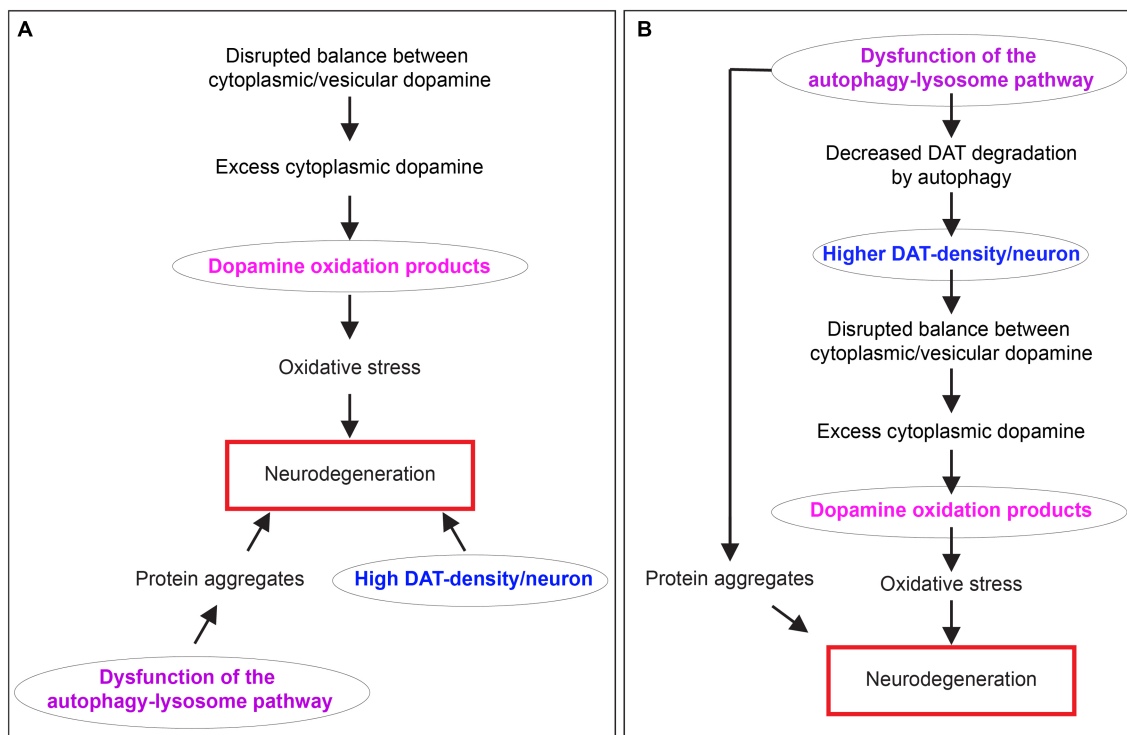 A
Disrupted balance between
cytoplasmic/vesicular dopamine
Excess cytoplasmic dopamine
Dopamine oxidation products
Oxidative stress
Neurodegeneration
Protein aggregates
High DAT-density/neuron
Dysfunction of the
autophagy-lysosome pathway
B
Dysfunction of the
autophagy-lysosome pathway
Decreased DAT degradation
by autophagy
Higher DAT-density/neuron
Disrupted balance between
cytoplasmic/vesicular dopamine
Excess cytoplasmic dopamine
Dopamine oxidation products
Protein aggregates
Oxidative stress
Neurodegeneration